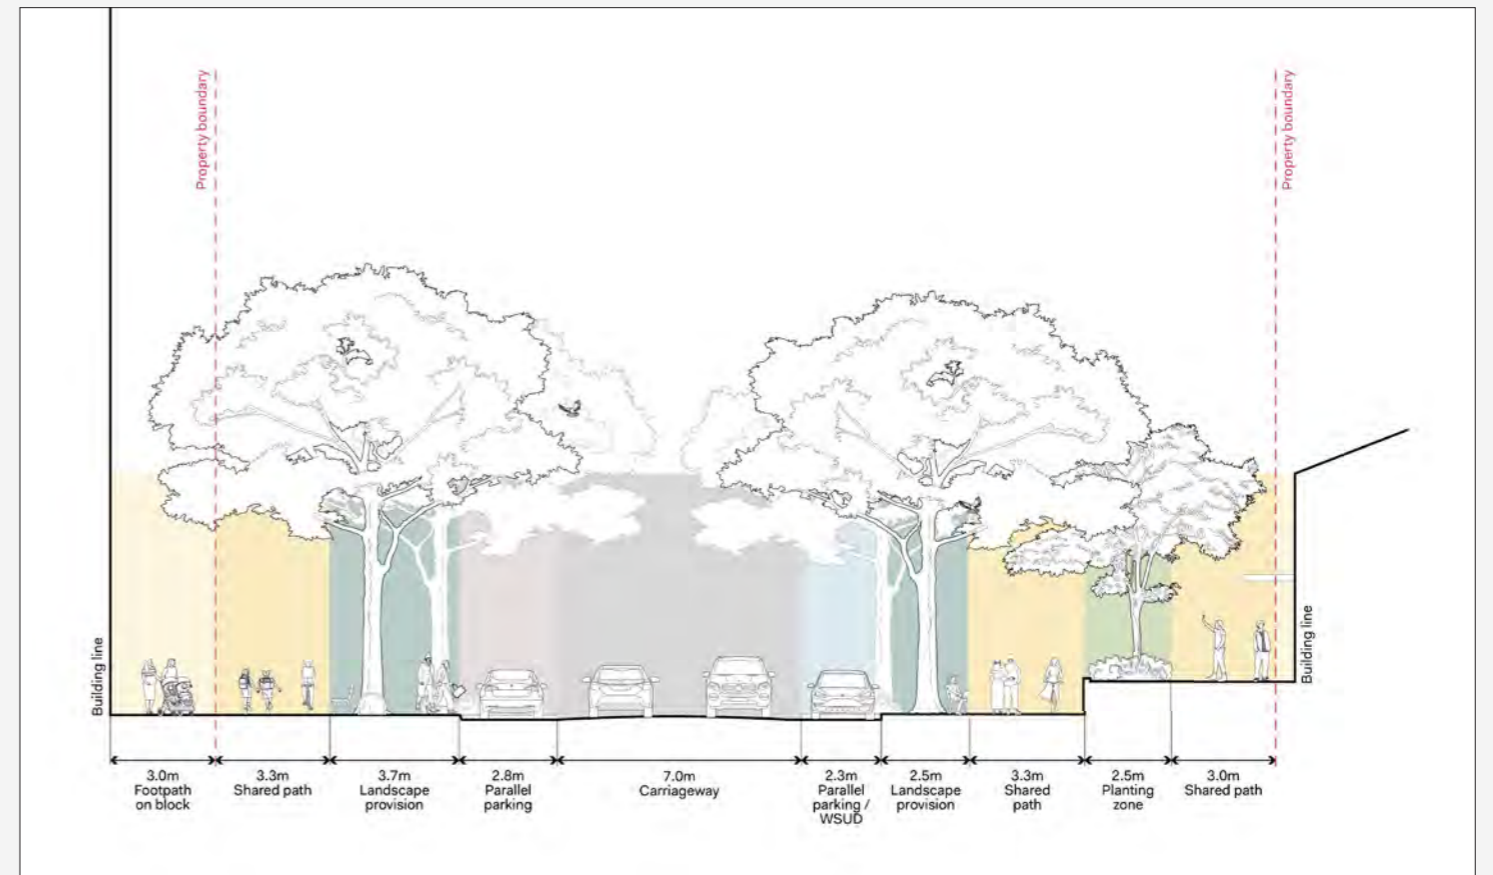 Property boundary
Property boundary
Building line
Building line
3.0m
Footpath
on block
3.3m
Shared path
3.7m
Landscape
provision
2.8m
Parallel
parking
7.0m
Carriageway
2.3m
Parallel
parking /
WSUD
2.5m
Landscape
provision
3.3m
Shared
path
2.5m
Planting
zone
3.0m
Shared path